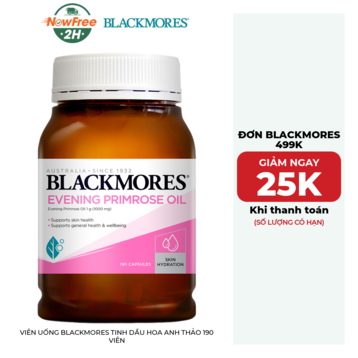 NowFree
2H
BLACKMORES®
AUSTRALIA • SINCE 1932
BLACKMORES®
EVENING PRIMROSE OIL
Evening Primrose Oil 1 g (1000 mg)
• Supports skin health
• Supports general health & wellbeing
190 CAPSULES
SKIN
HYDRATION
ĐƠN BLACKMORES
499K
GIẢM NGAY
25K
Khi thanh toán
(SỐ LƯỢNG CÓ HẠN)
VIÊN UỐNG BLACKMORES TINH DẦU HOA ANH THẢO 190
VIÊN